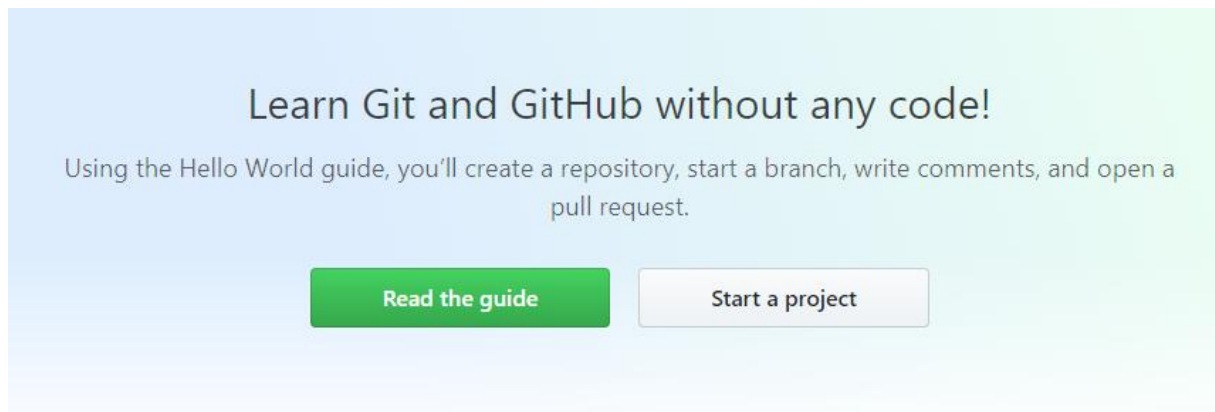 Learn Git and GitHub without any code!
Using the Hello World guide, you’ll create a repository, start a branch, write comments, and open a
pull request.
Read the guide
Start a project